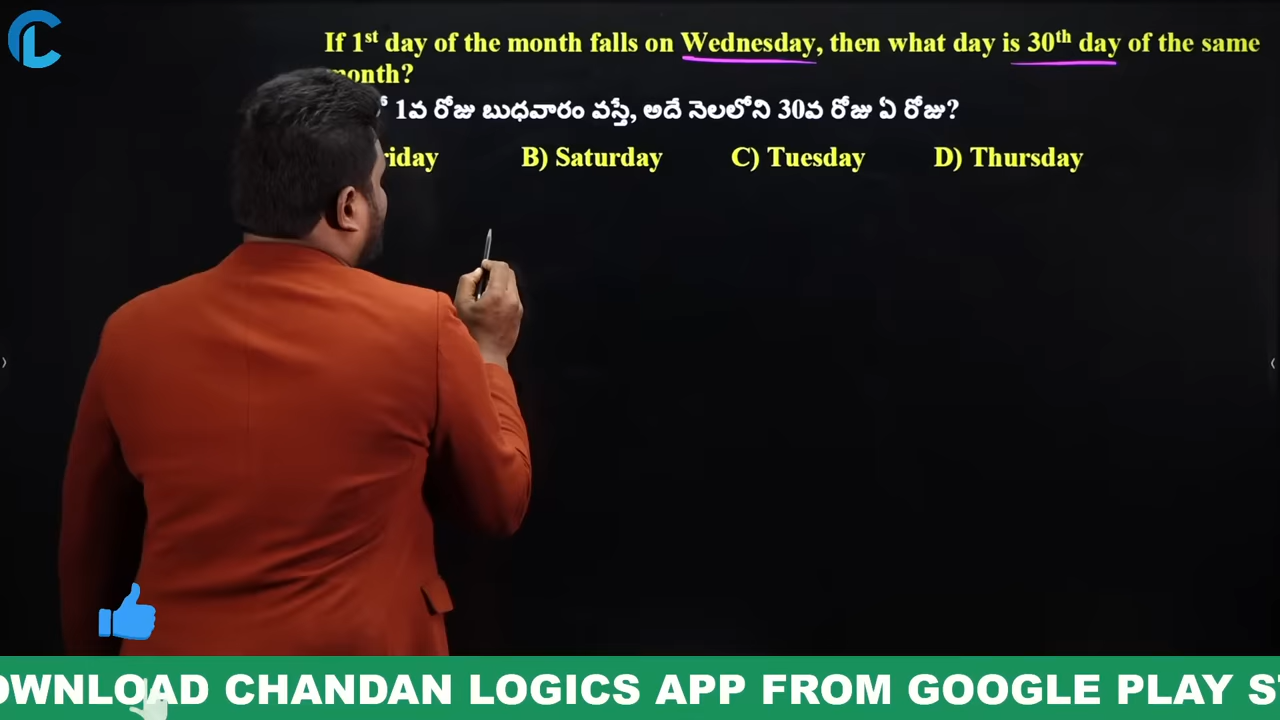 If 1st day of the month falls on Wednesday, then what day is 30th day of the same
month?
1వ రోజు బుధవారం వస్తే, అదే నెలలోని 30వ రోజు ఏ రోజు?
riday B) Saturday C) Tuesday D) Thursday
OWNLOAD CHANDAN LOGICS APP FROM GOOGLE PLAY ST